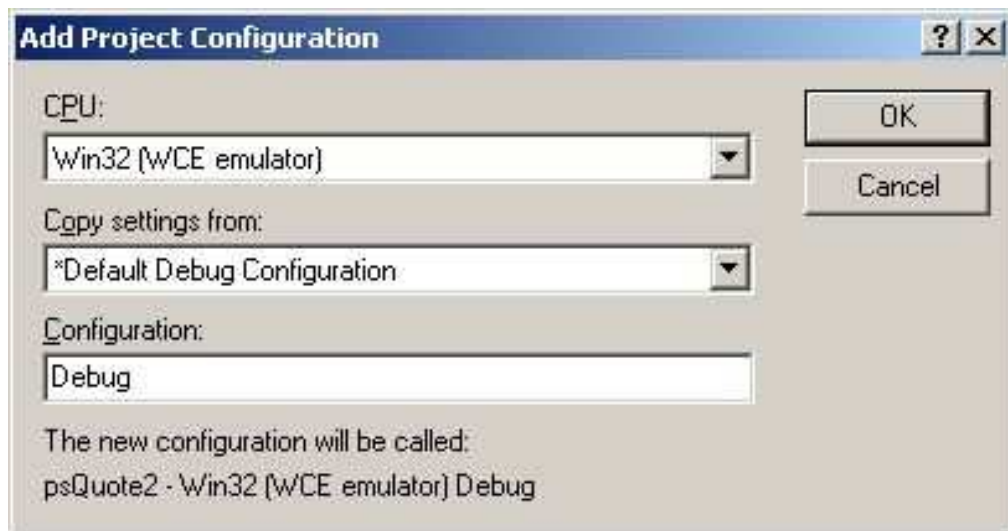 Add Project Configuration
CPU:
OK
Win32 (WCE emulator)
Cancel
Copy settings from:
*Default Debug Configuration
Configuration:
Debug
The new configuration will be called:
psQuote2 - Win32 (WCE emulator) Debug